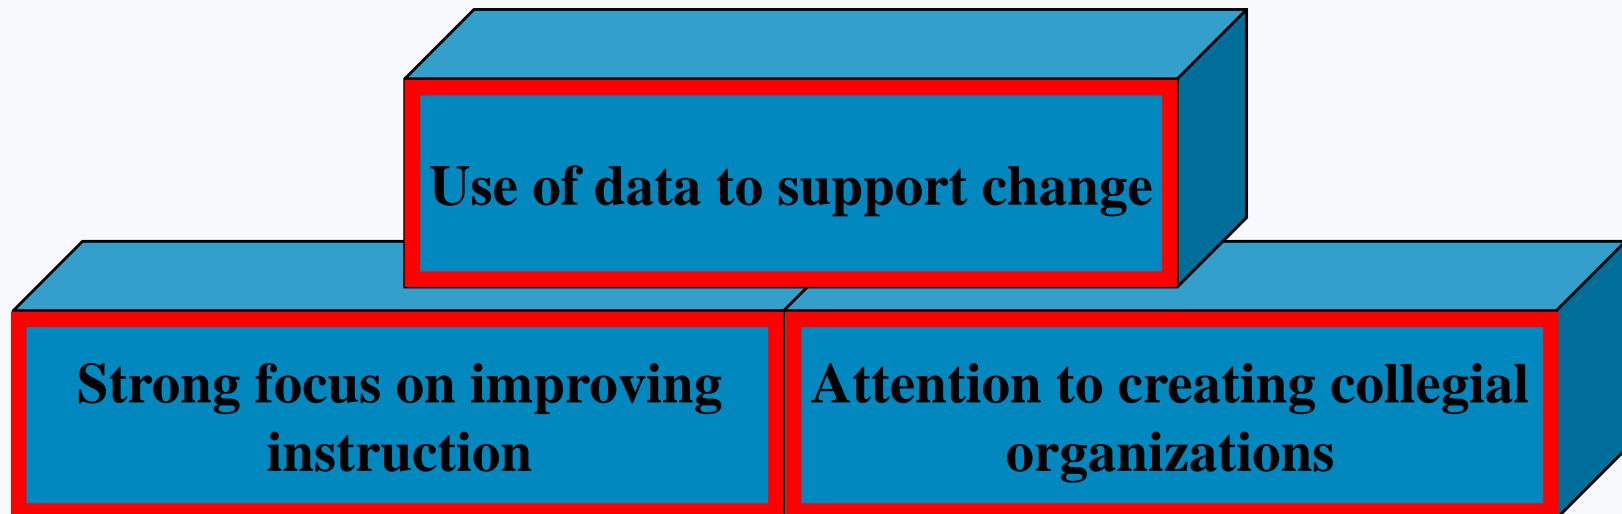 Use of data to support change
Strong focus on improving
instruction
Attention to creating collegial
organizations